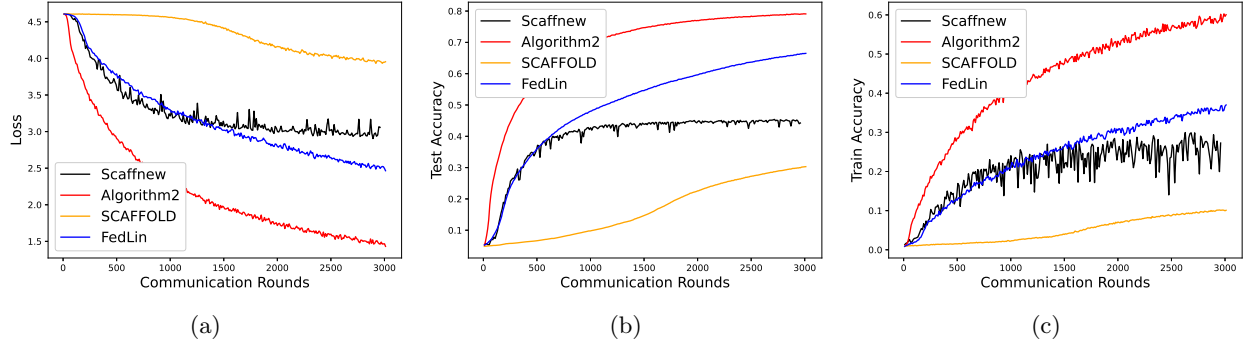 4.5
4.0
3.5
3.0
2.5
2.0
1.5
Loss
Scaffnew
Algorithm2
SCAFFOLD
FedLin
0 500 1000 1500 2000 2500 3000
Communication Rounds
(a)
0.8
0.7
0.6
0.5
0.4
0.3
0.2
0.1
Test Accuracy
Scaffnew
Algorithm2
SCAFFOLD
FedLin
0 500 1000 1500 2000 2500 3000
Communication Rounds
(b)
0.6
0.5
0.4
0.3
0.2
0.1
0.0
Train Accuracy
Scaffnew
Algorithm2
SCAFFOLD
FedLin
0 500 1000 1500 2000 2500 3000
Communication Rounds
(c)